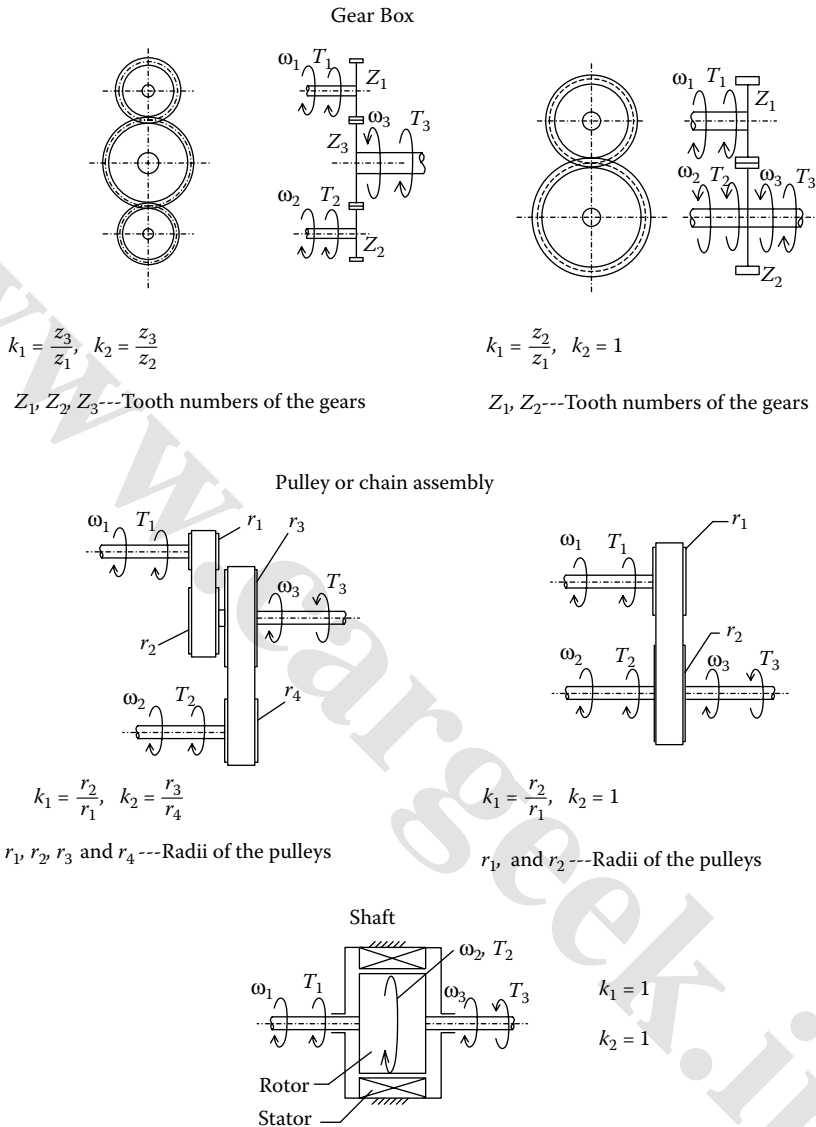 Gear Box
ω1 T1 Z1 ω3 T3 Z3 ω2 T2 Z2
ω1 T1 Z1 ω2 T2 ω3 T3 Z2
k1 = z3/z1, k2 = z3/z2
k1 = z2/z1, k2 = 1
Z1, Z2, Z3---Tooth numbers of the gears
Z1, Z2---Tooth numbers of the gears
Pulley or chain assembly
ω1 T1 r1 r3 ω3 T3 r2 ω2 T2 r4
r1 ω1 T1 r2 ω2 T2 ω3 T3
k1 = r2/r1, k2 = r3/r4
k1 = r2/r1, k2 = 1
r1, r2, r3 and r4 ---Radii of the pulleys
r1, and r2 ---Radii of the pulleys
Shaft
ω2, T2
ω1 T1 ω3 T3
k1 = 1
k2 = 1
Rotor
Stator
www.cargeek.i